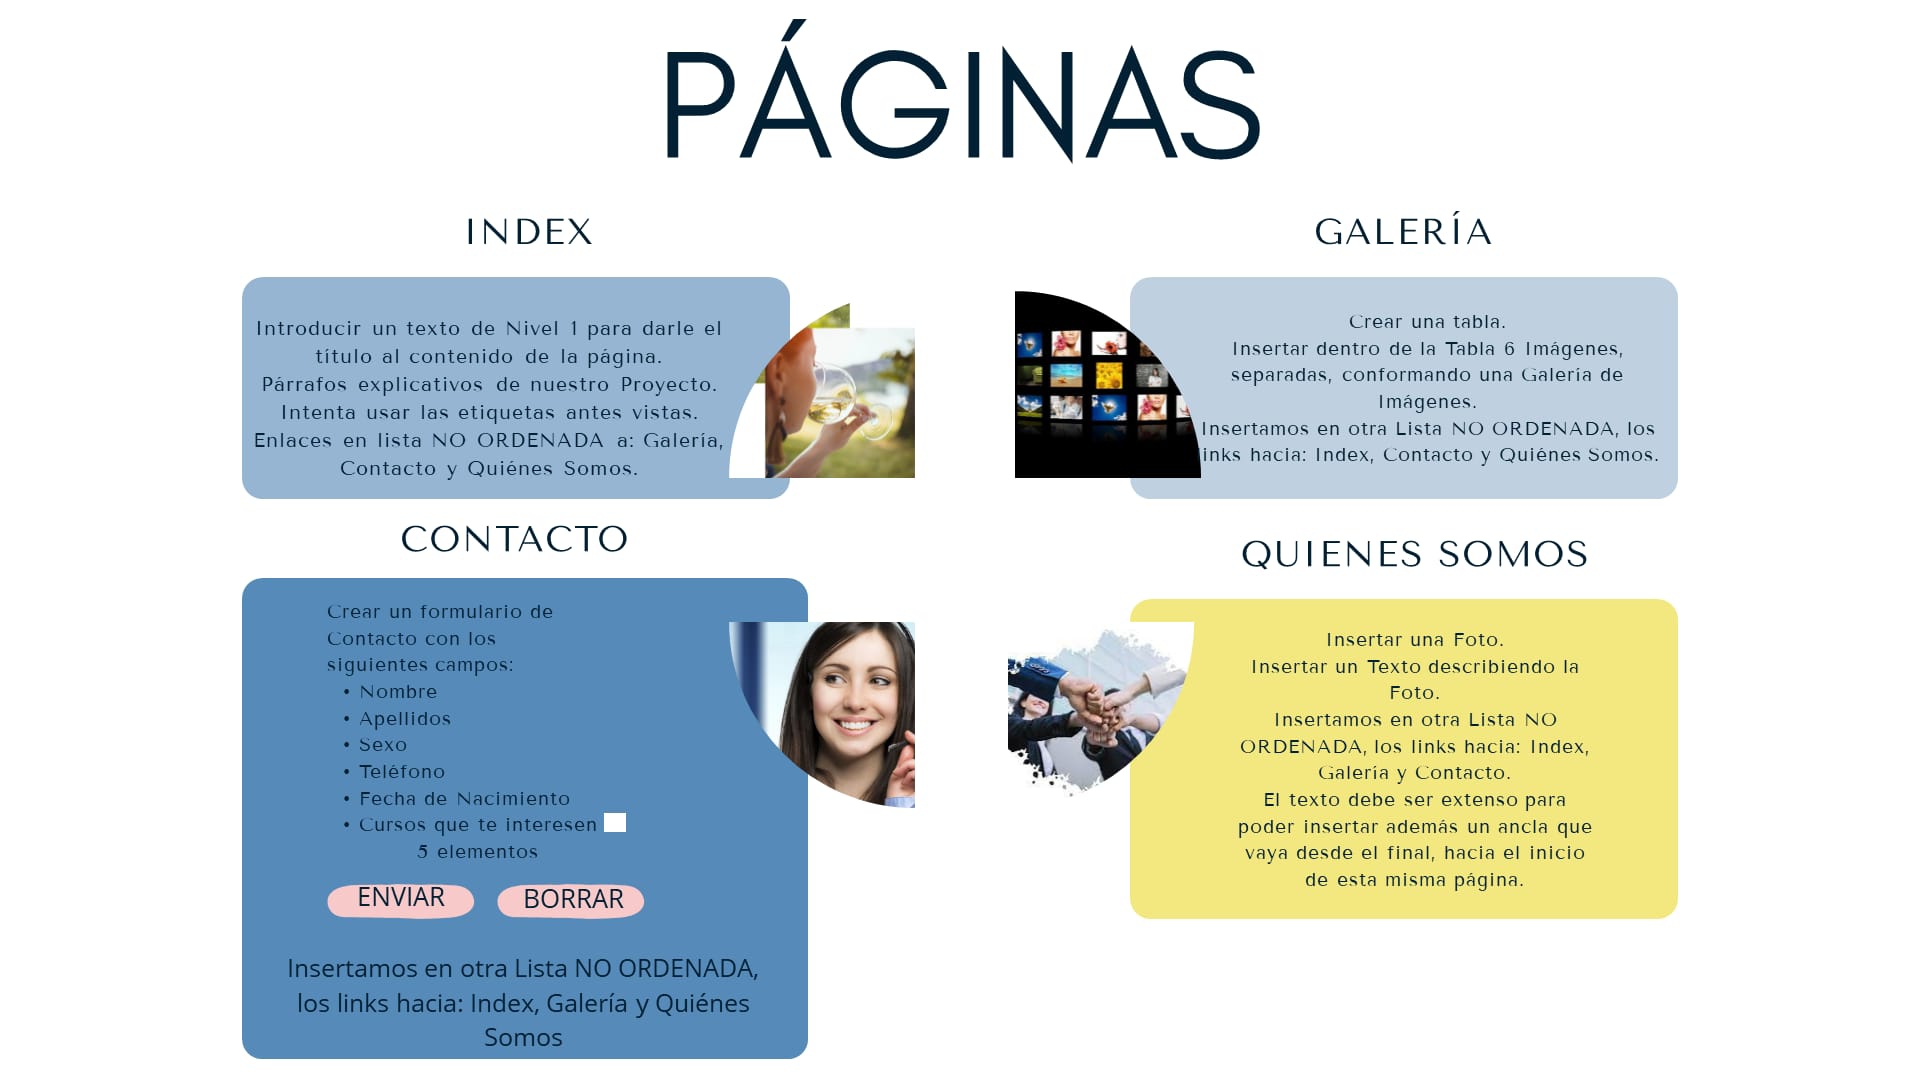 PÁGINAS
INDEX
Introducir un texto de Nivel 1 para darle el
título al contenido de la página.
Párrafos explicativos de nuestro Proyecto.
Intenta usar las etiquetas antes vistas.
Enlaces en lista NO ORDENADA a: Galería,
Contacto y Quiénes Somos.
GALERÍA
Crear una tabla.
Insertar dentro de la Tabla 6 Imágenes,
separadas, conformando una Galería de
Imágenes.
Insertamos en otra Lista NO ORDENADA, los
links hacia: Index, Contacto y Quiénes Somos.
CONTACTO
Crear un formulario de
Contacto con los
siguientes campos:
• Nombre
• Apellidos
• Sexo
• Teléfono
• Fecha de Nacimiento
• Cursos que te interesen
5 elementos
ENVIAR
BORRAR
Insertamos en otra Lista NO ORDENADA,
los links hacia: Index, Galería y Quiénes
Somos
QUIENES SOMOS
Insertar una Foto.
Insertar un Texto describiendo la
Foto.
Insertamos en otra Lista NO
ORDENADA, los links hacia: Index,
Galería y Contacto.
El texto debe ser extenso para
poder insertar además un ancla que
vaya desde el final, hacia el inicio
de esta misma página.